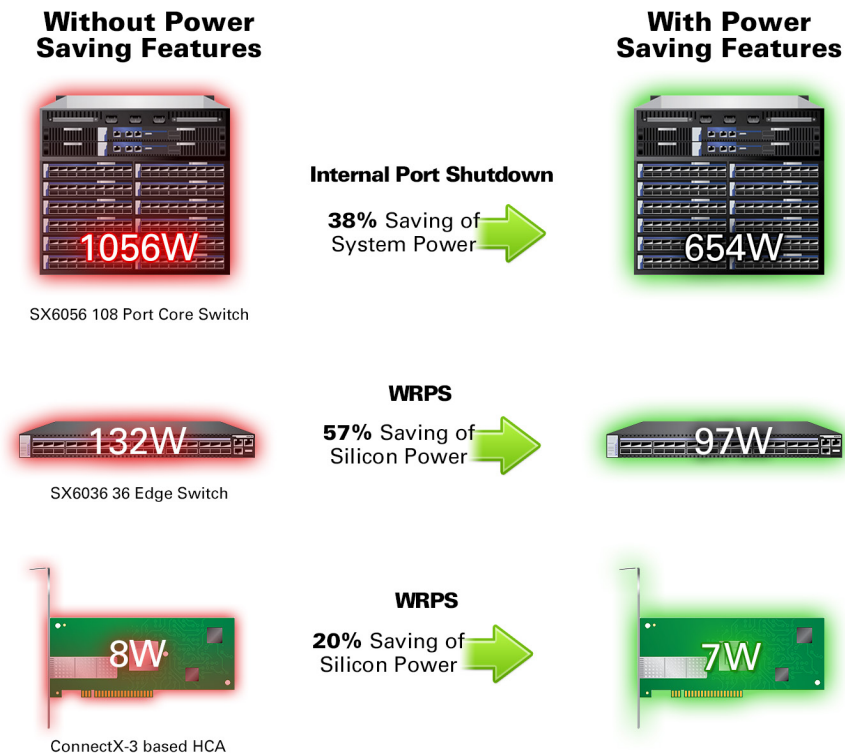 Without Power
Saving Features
With Power
Saving Features
1056W
Internal Port Shutdown
38% Saving of
System Power
654W
SX6056 108 Port Core Switch
WRPS
132W
57% Saving of
Silicon Power
97W
SX6036 36 Edge Switch
WRPS
8W
20% Saving of
Silicon Power
7W
ConnectX-3 based HCA